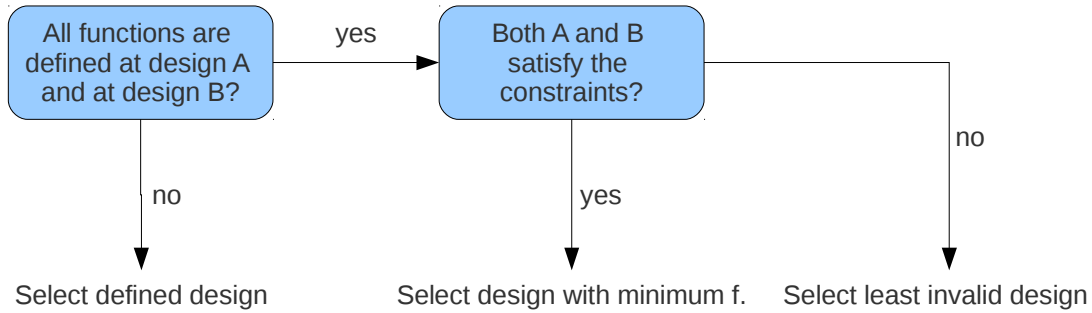 All functions are
defined at design A
and at design B?
yes
Both A and B
satisfy the
constraints?
no
no
yes
Select defined design
Select design with minimum f.
Select least invalid design